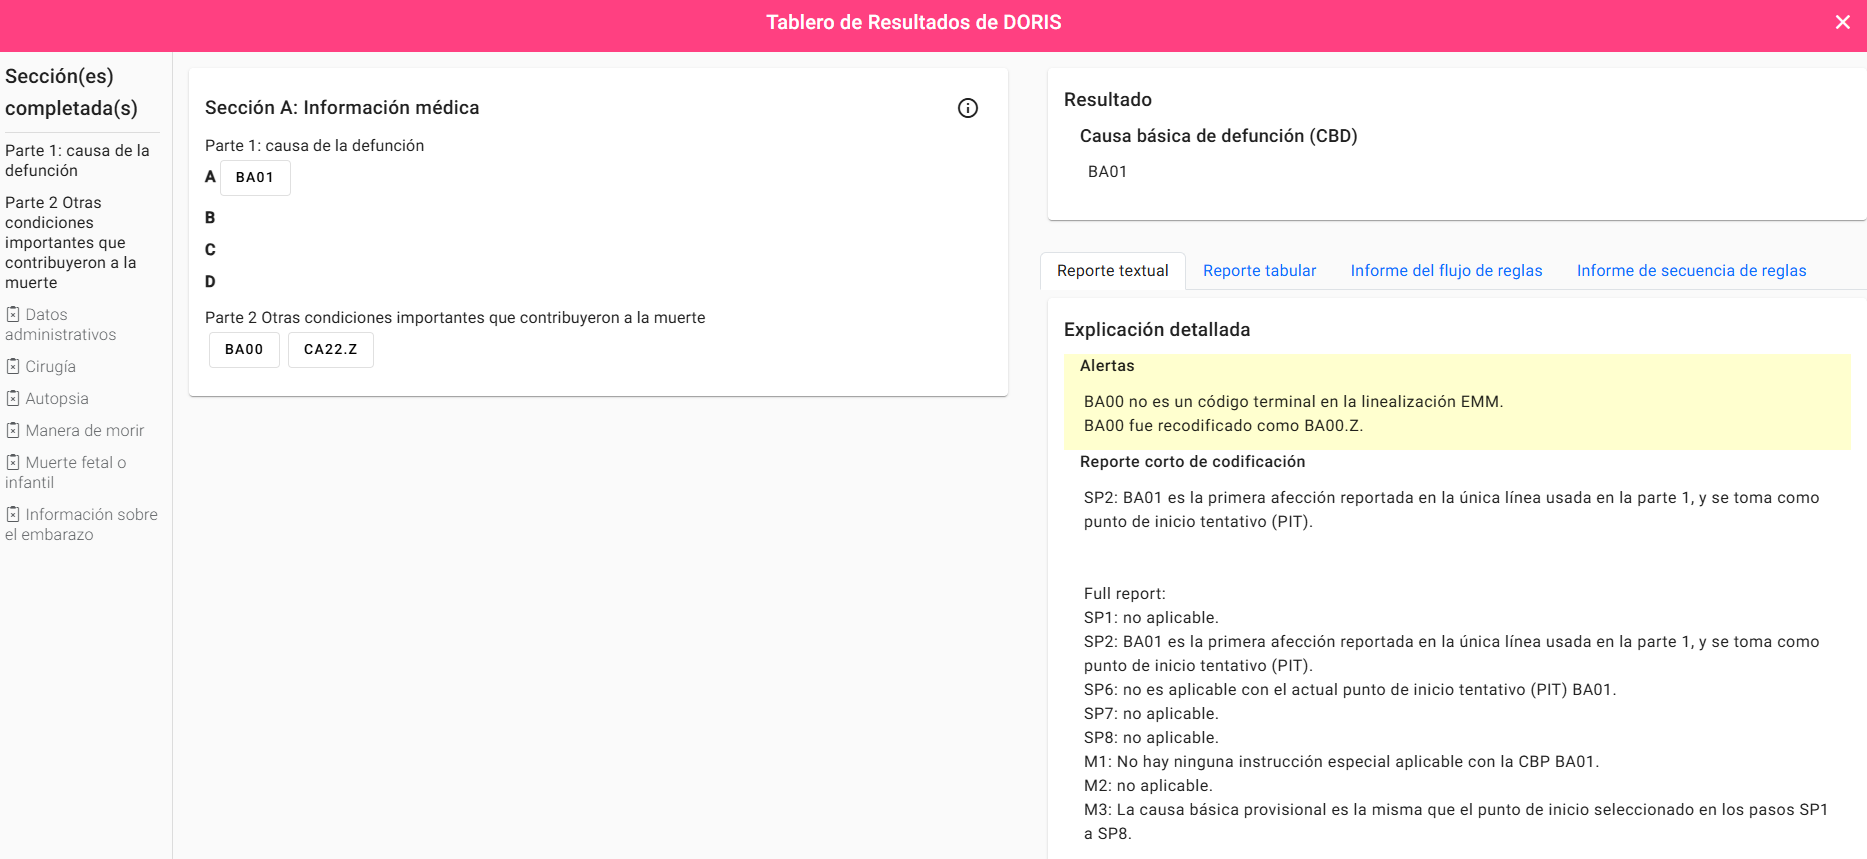 Tablero de Resultados de DORIS
Sección(es)
completada(s)
Parte 1: causa de la
defunción
Parte 2 Otras
condiciones
importantes que
contribuyeron a la
muerte
Datos
administrativos
Cirugía
Autopsia
Manera de morir
Muerte fetal o
infantil
Información sobre
el embarazo
Sección A: Información médica
Parte 1: causa de la defunción
A BA01
B
C
D
Parte 2 Otras condiciones importantes que contribuyeron a la muerte
BA00 CA22.Z
Resultado
Causa básica de defunción (CBD)
BA01
Reporte textual Reporte tabular Informe del flujo de reglas Informe de secuencia de reglas
Explicación detallada
Alertas
BA00 no es un código terminal en la linealización EMM.
BA00 fue recodificado como BA00.Z.
Reporte corto de codificación
SP2: BA01 es la primera afección reportada en la única línea usada en la parte 1, y se toma como
punto de inicio tentativo (PIT).
Full report:
SP1: no aplicable.
SP2: BA01 es la primera afección reportada en la única línea usada en la parte 1, y se toma como
punto de inicio tentativo (PIT).
SP6: no es aplicable con el actual punto de inicio tentativo (PIT) BA01.
SP7: no aplicable.
SP8: no aplicable.
M1: No hay ninguna instrucción especial aplicable con la CBP BA01.
M2: no aplicable.
M3: La causa básica provisional es la misma que el punto de inicio seleccionado en los pasos SP1
a SP8.